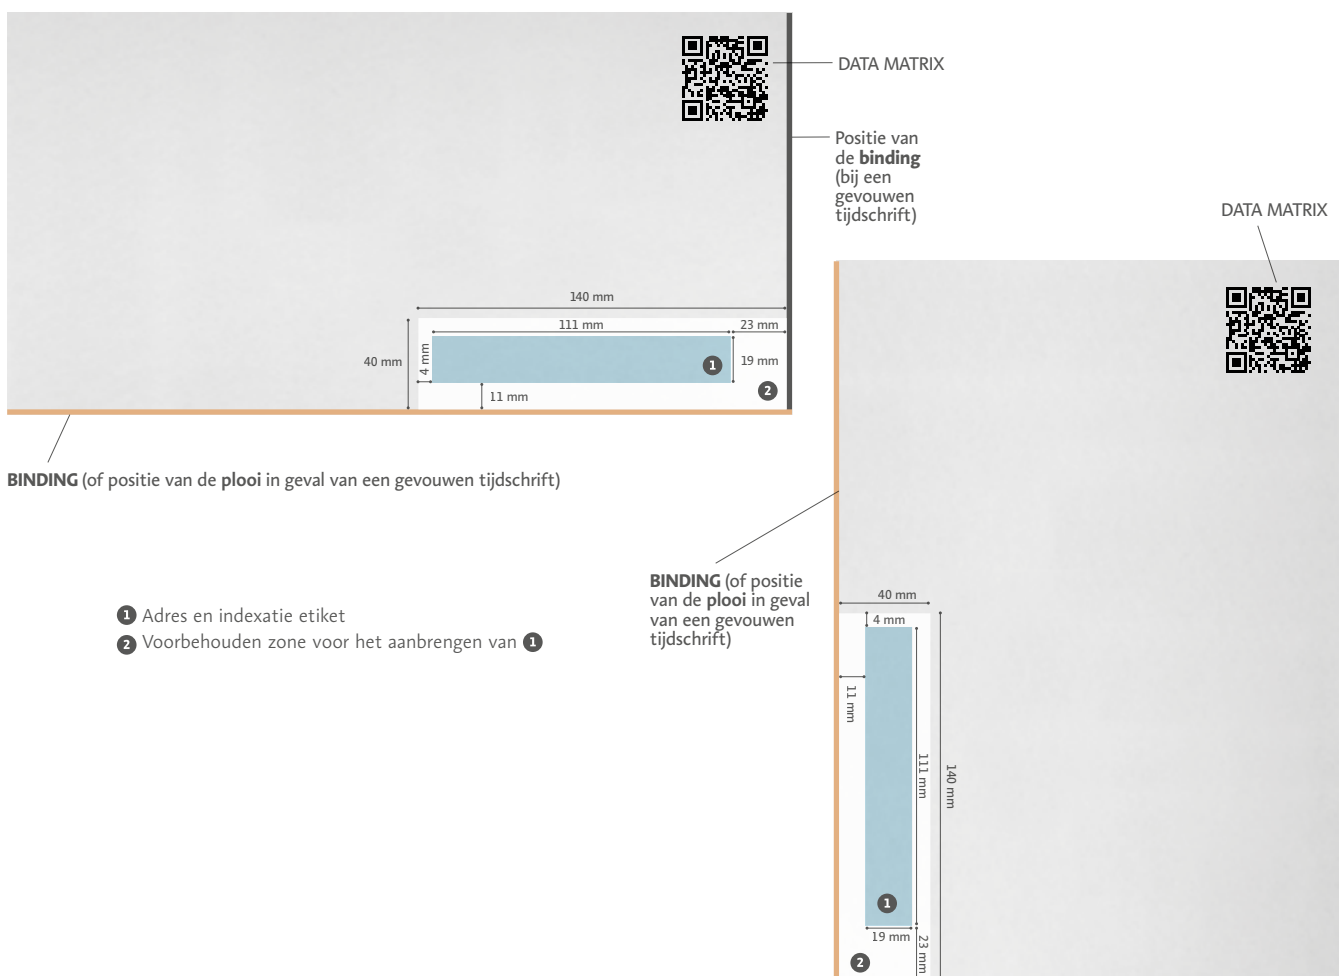 DATA MATRIX
Positie van
de binding
(bij een
gevouwen
tijdschrift)
140 mm
111 mm
23 mm
40 mm
4 mm
1
19 mm
2
11 mm
BINDING (of positie van de plooi in geval van een gevouwen tijdschrift)
1 Adres en indexatie etiket
2 Voorbehouden zone voor het aanbrengen van 1
DATA MATRIX
BINDING (of positie
van de plooi in geval
van een gevouwen
tijdschrift)
40 mm
4 mm
11 mm
111 mm
140 mm
1
19 mm
23 mm
2